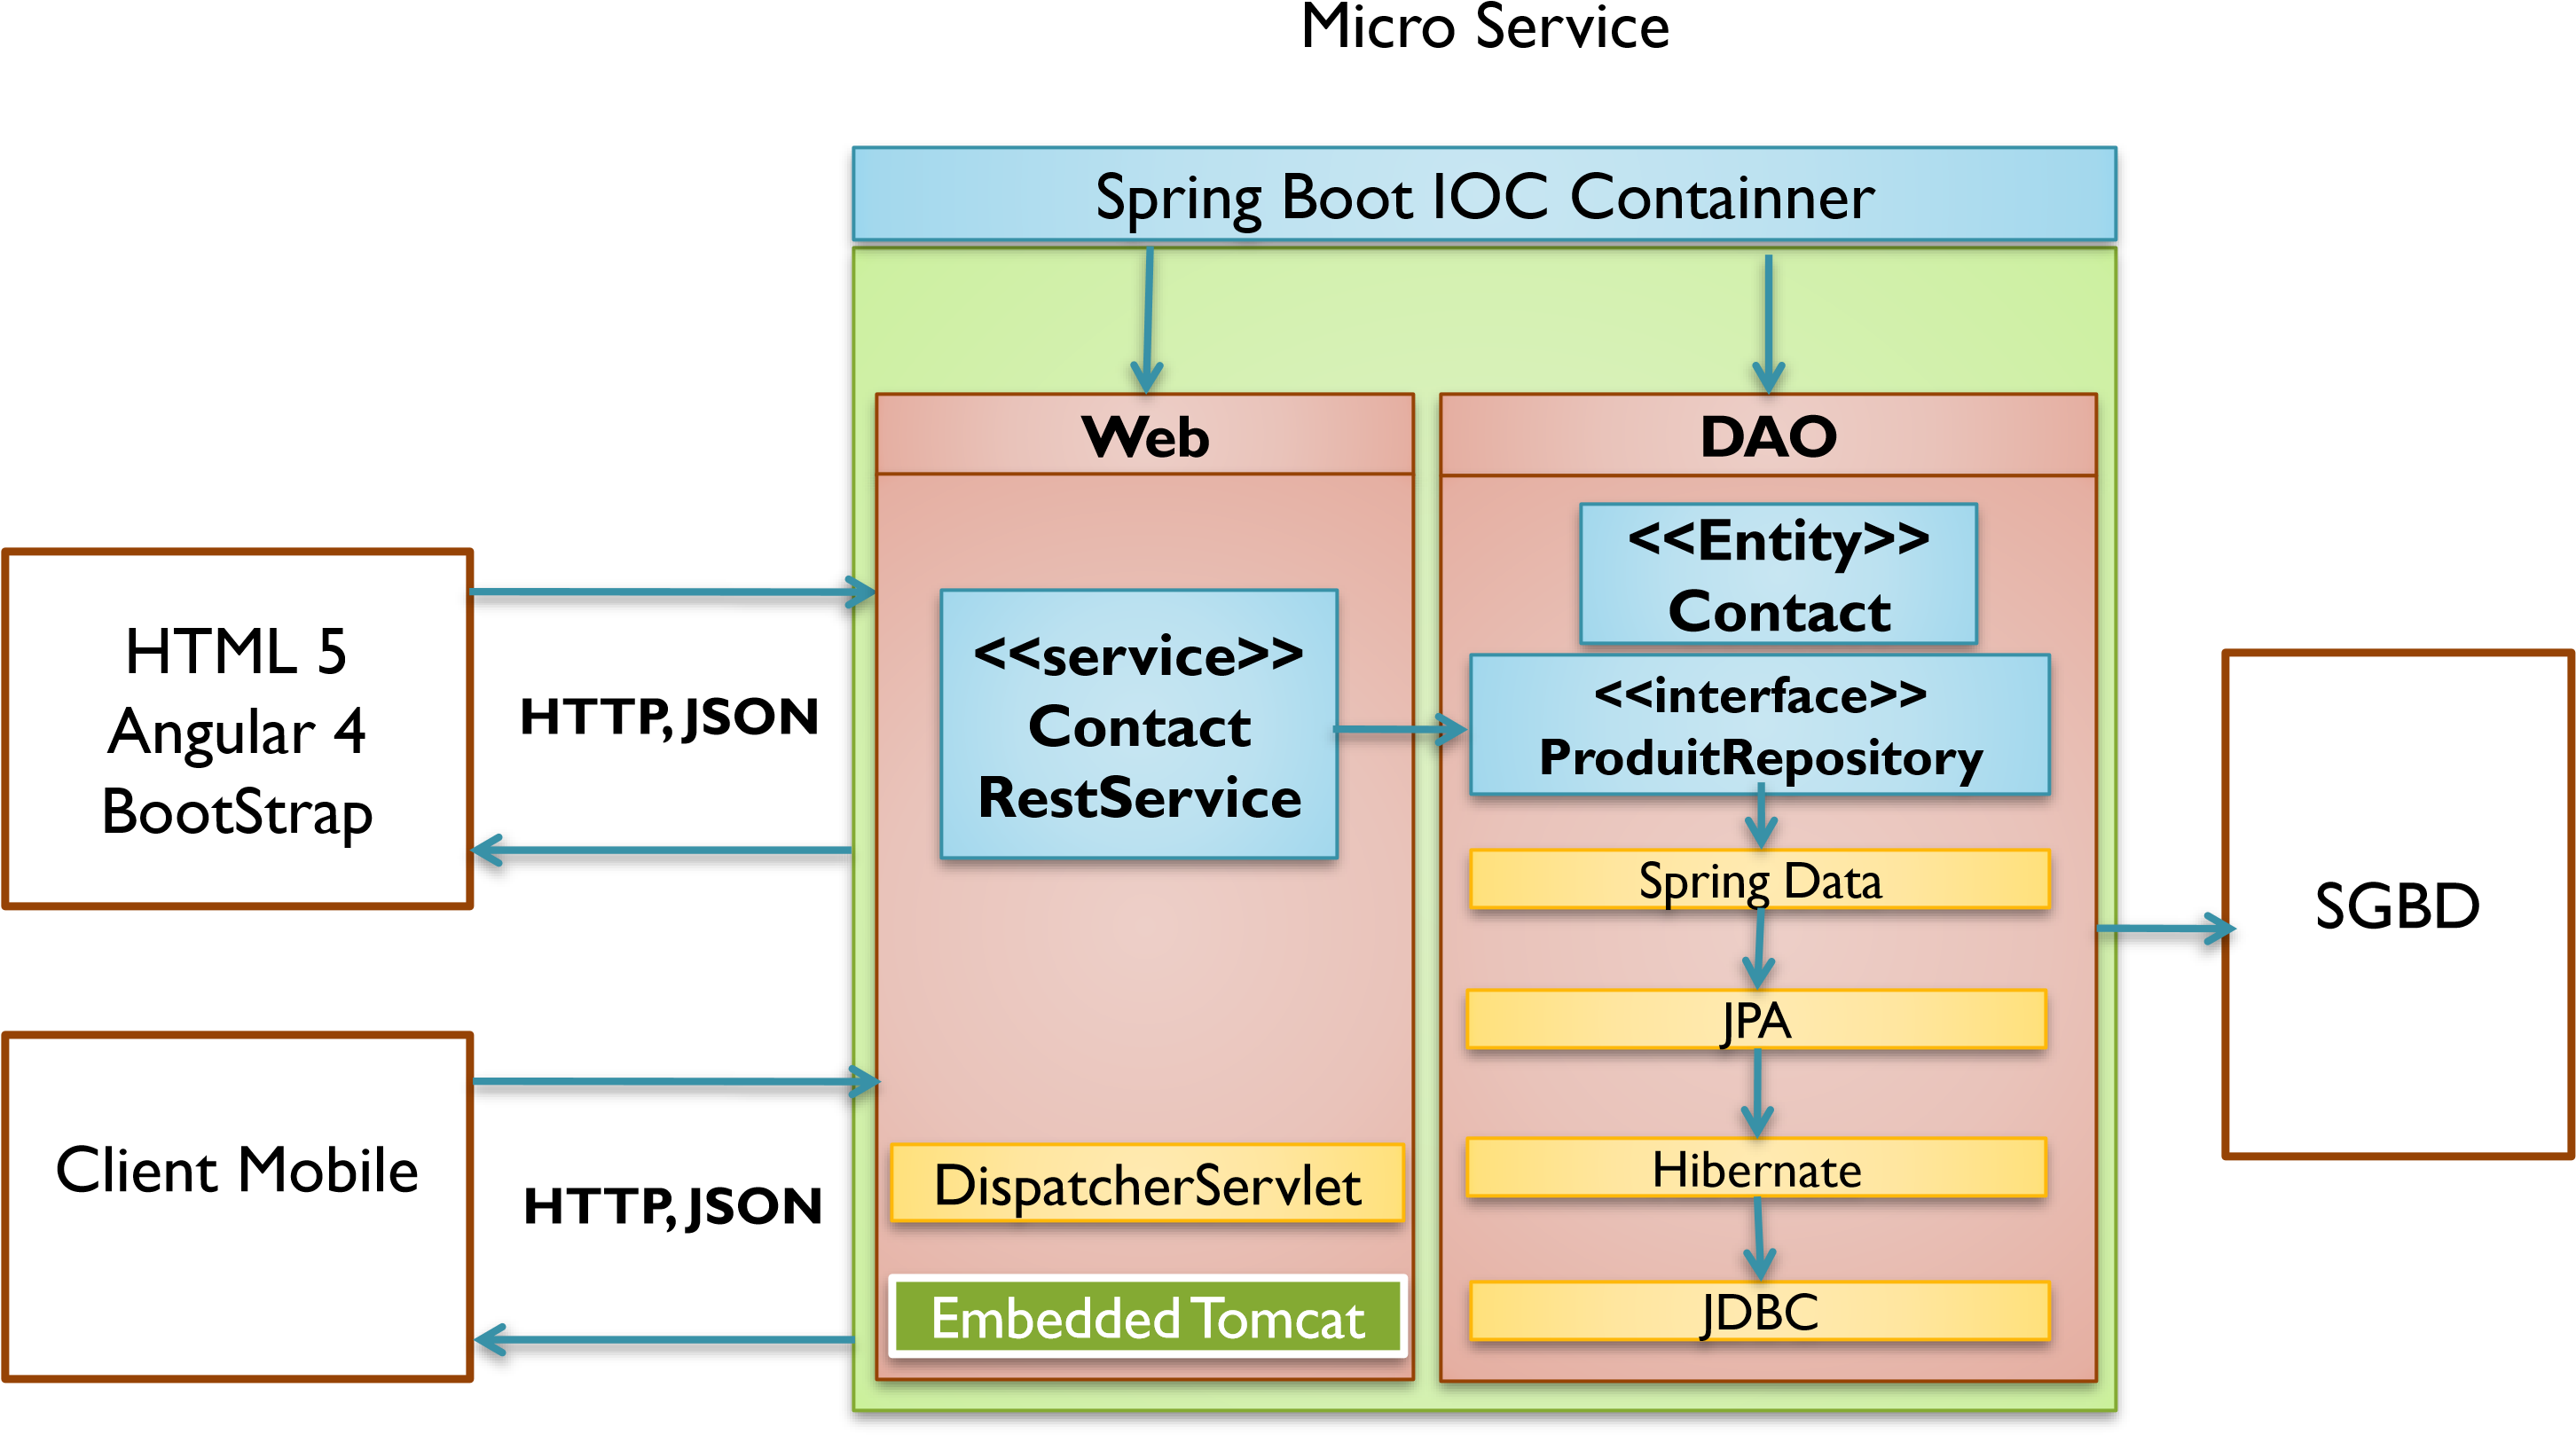 Micro Service
Spring Boot IOC Containner
Web
DAO
<<Entity>>
Contact
HTML 5
Angular 4
BootStrap
HTTP, JSON
<<service>>
Contact
RestService
<<interface>>
ProduitRepository
Spring Data
JPA
Hibernate
JDBC
SGBD
Client Mobile
HTTP, JSON
DispatcherServlet
Embedded Tomcat